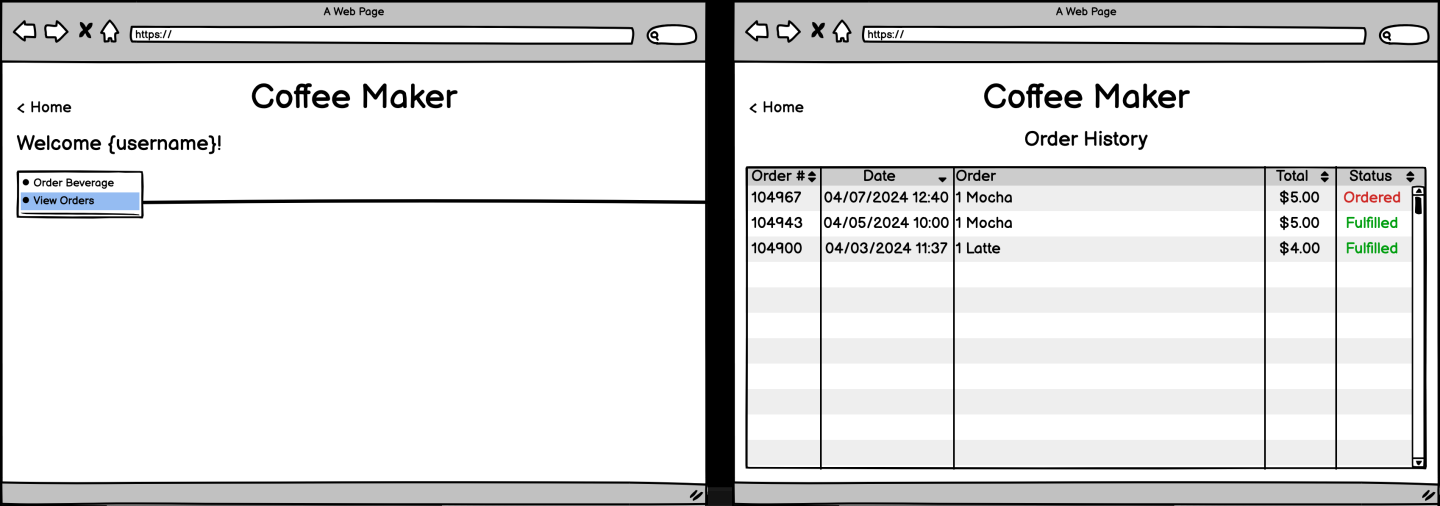 A Web Page
https://
Coffee Maker
< Home
Welcome {username}!
Order Beverage
View Orders
A Web Page
https://
Coffee Maker
< Home
Order History
Order # Date Order Total Status
104967 04/07/2024 12:40 1 Mocha $5.00 Ordered
104943 04/05/2024 10:00 1 Mocha $5.00 Fulfilled
104900 04/03/2024 11:37 1 Latte $4.00 Fulfilled